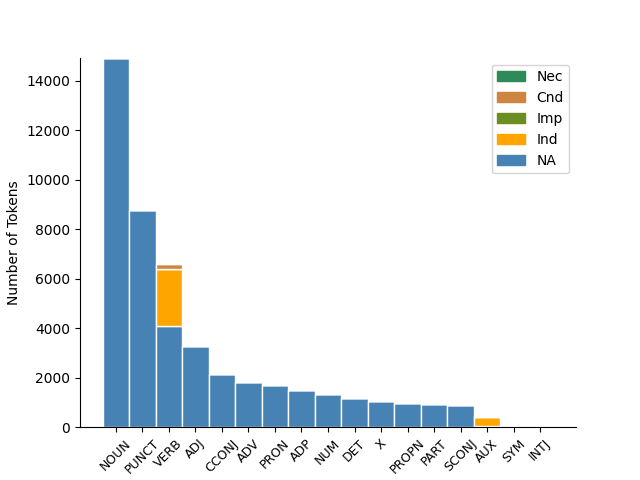 Number of Tokens
14000
12000
10000
8000
6000
4000
2000
0
Nec
Cnd
Imp
Ind
NA
NOUN
PUNCT
VERB
ADJ
CCONJ
ADV
PRON
ADP
NUM
DET
X
PROPN
PART
SCONJ
AUX
SYM
INTJ